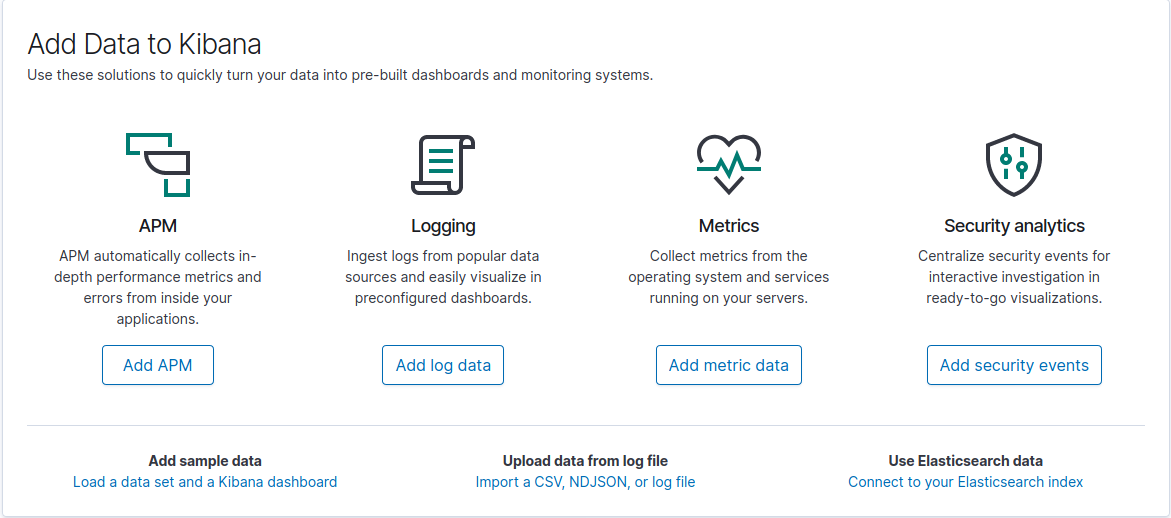 Add Data to Kibana
Use these solutions to quickly turn your data into pre-built dashboards and monitoring systems.
APM
APM automatically collects in-
depth performance metrics and
errors from inside your
applications.
Add APM
Logging
Ingest logs from popular data
sources and easily visualize in
preconfigured dashboards.
Add log data
Metrics
Collect metrics from the
operating system and services
running on your servers.
Add metric data
Security analytics
Centralize security events for
interactive investigation in
ready-to-go visualizations.
Add security events
Add sample data
Load a data set and a Kibana dashboard
Upload data from log file
Import a CSV, NDJSON, or log file
Use Elasticsearch data
Connect to your Elasticsearch index